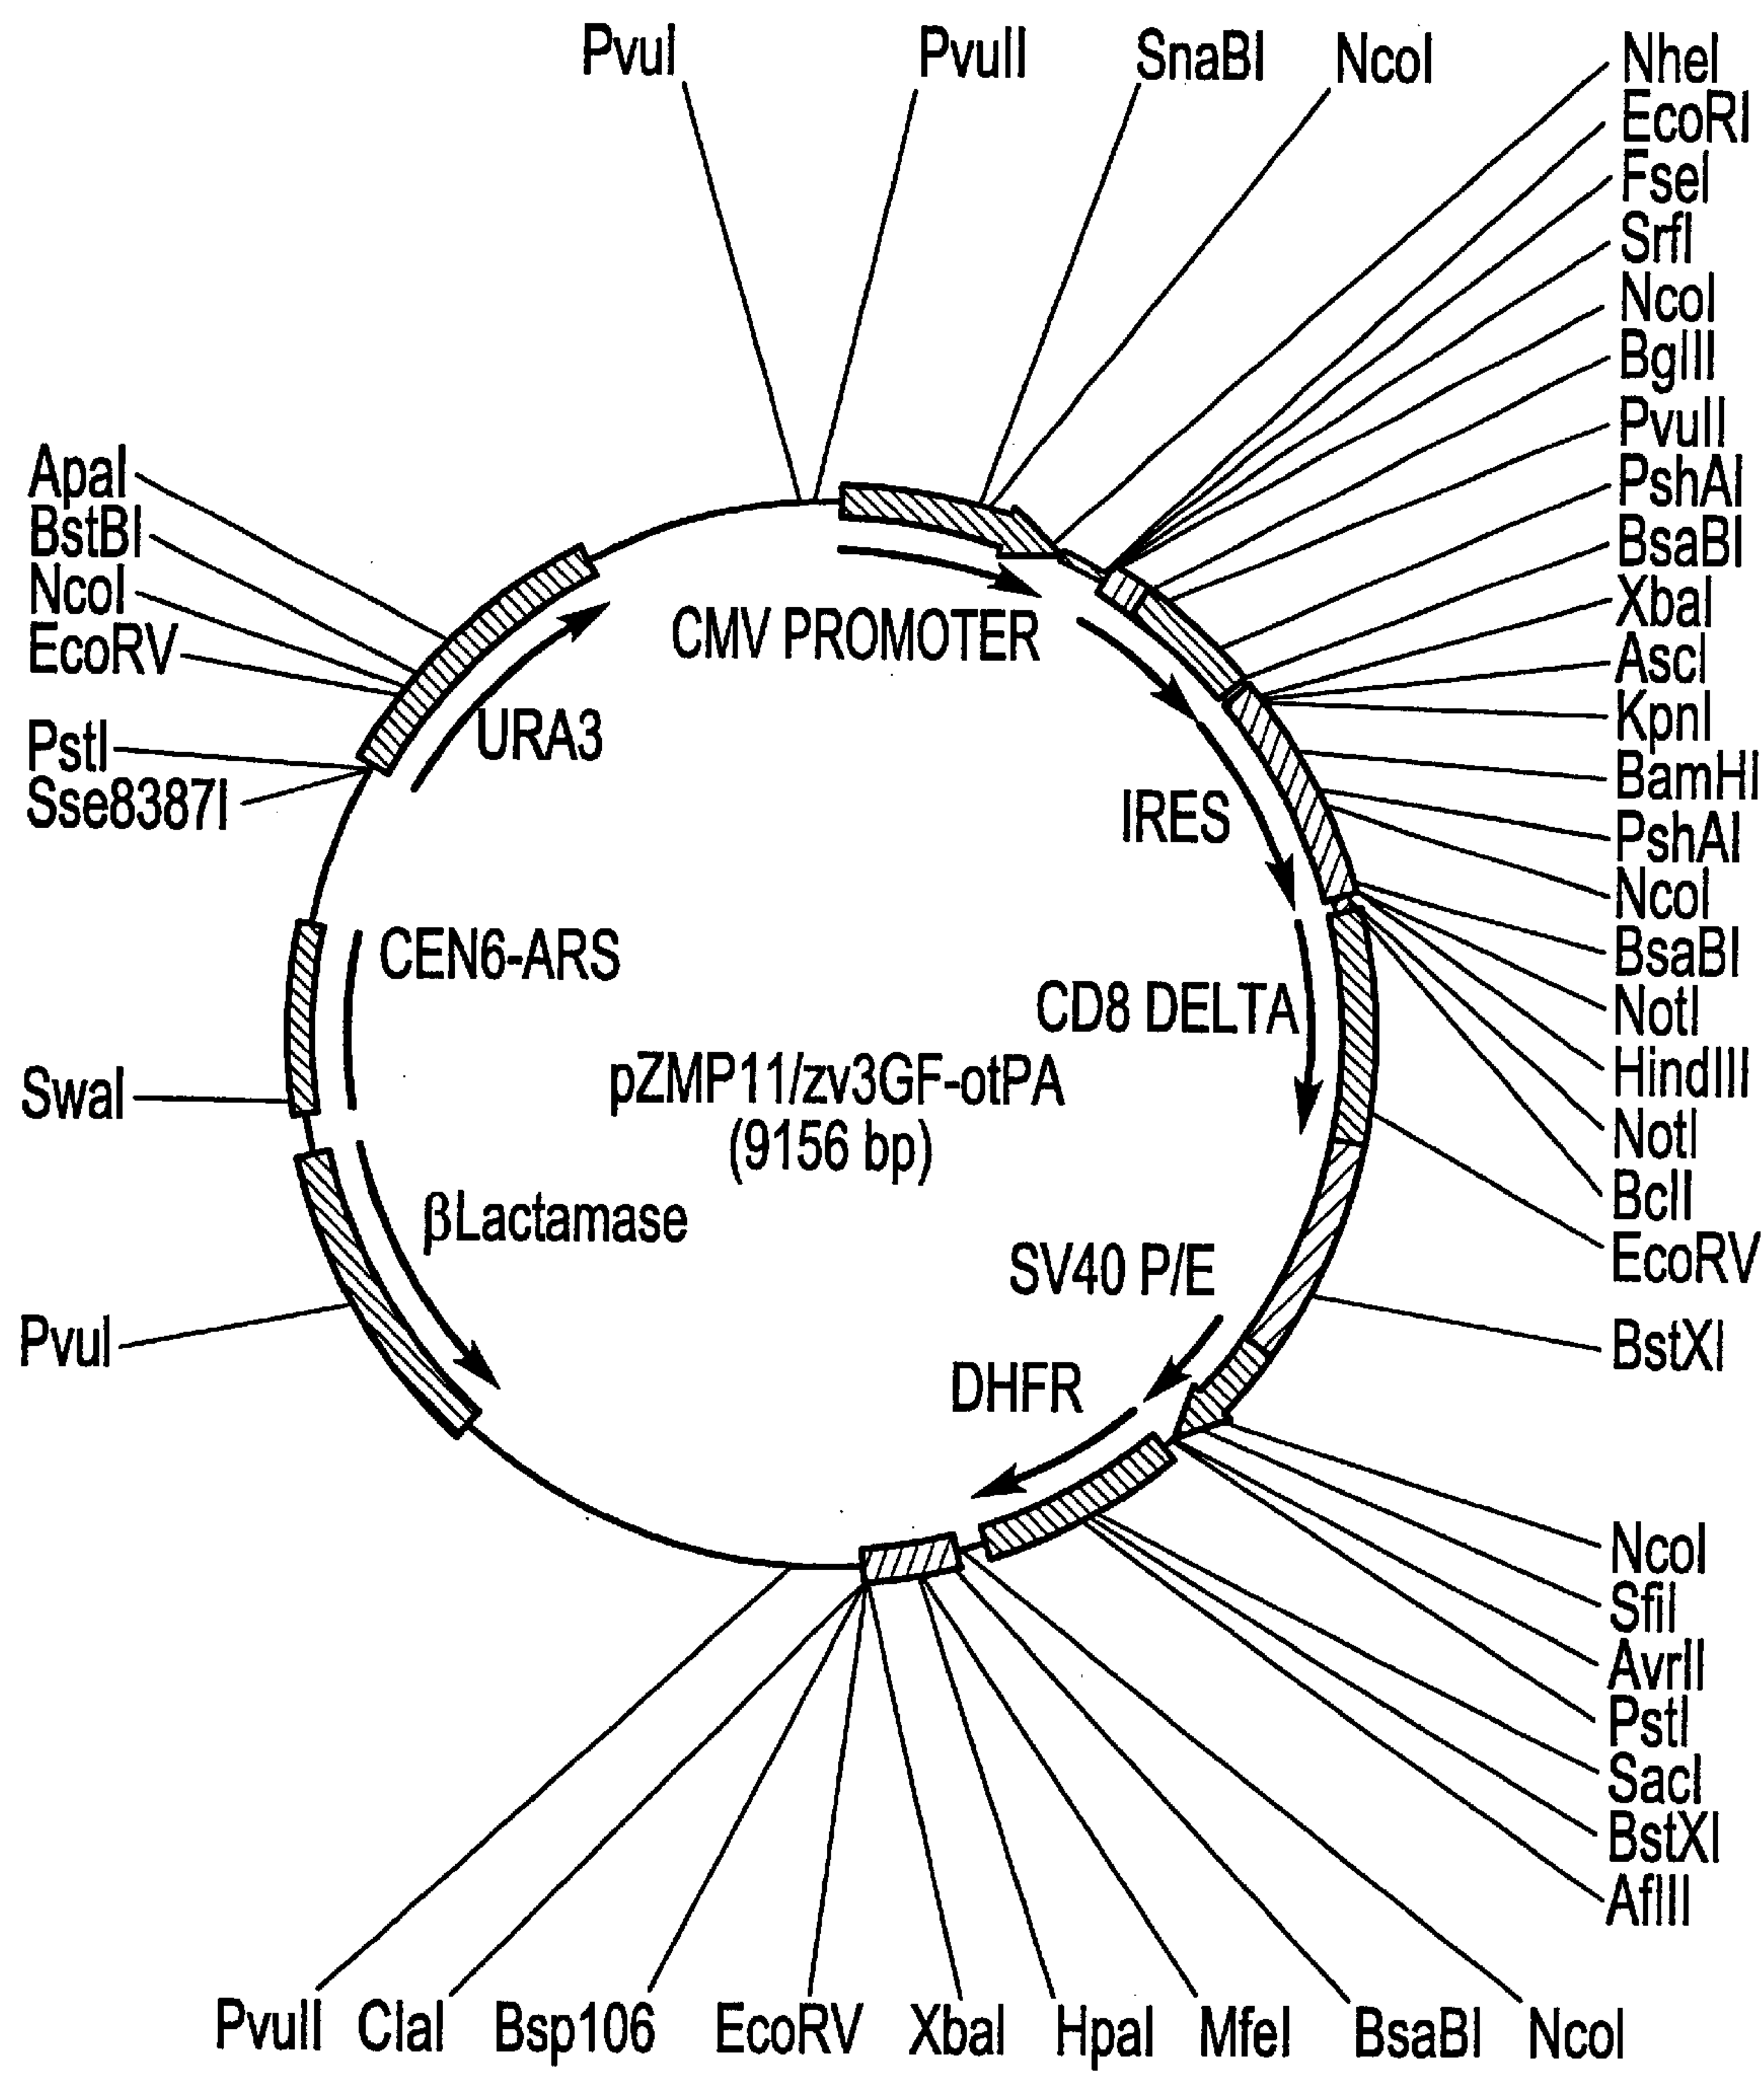 PvuI
PvuII
SnaBI
NcoI
NheI
EcoRI
FseI
SrfI
NcoI
BglII
PvuII
PshAI
BsaBI
XbaI
AscI
KpnI
BamHI
PshAI
NcoI
BsaBI
NotI
HindIII
NotI
BclI
EcoRV
BstXI
NcoI
SfiI
AvrII
PstI
SacI
BstXI
AflII
ApaI
BstBI
NcoI
EcoRV
PstI
Sse8387I
SwaI
PvuI
CMV PROMOTER
URA3
IRES
CEN6-ARS
CD8 DELTA
pZMP11/zv3GF-otPA
(9156 bp)
βLactamase
SV40 P/E
DHFR
PvuII
ClaI
Bsp106
EcoRV
XbaI
HpaI
MfeI
BsaBI
NcoI